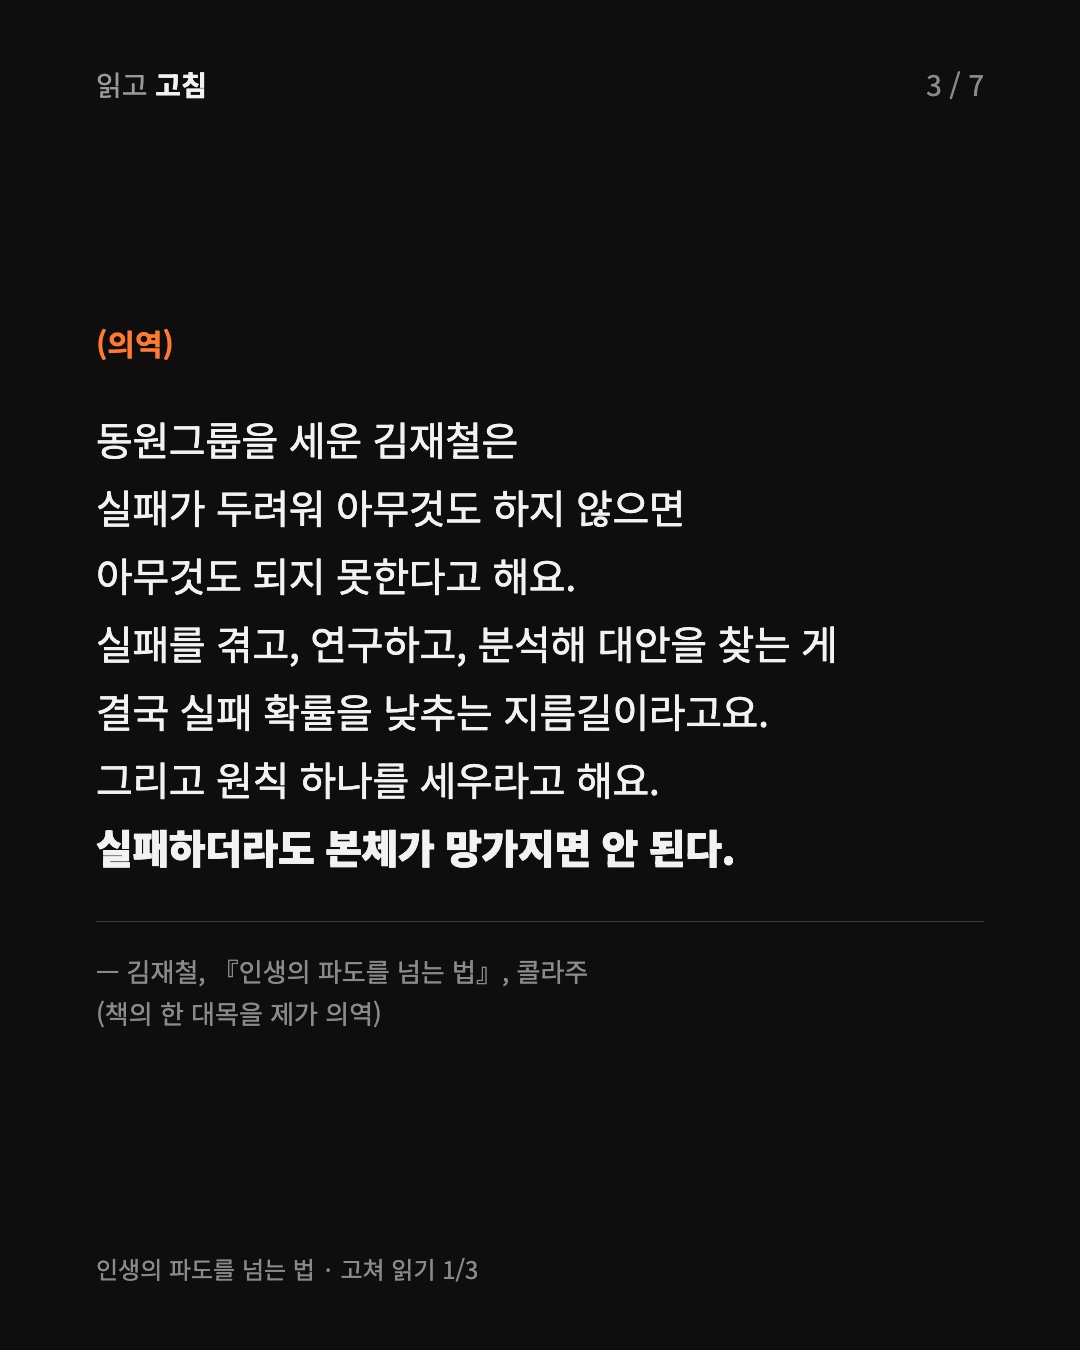 읽고 고침
3 / 7
(의역)
동원그룹을 세운 김재철은
실패가 두려워 아무것도 하지 않으면
아무것도 되지 못한다고 해요.
실패를 겪고, 연구하고, 분석해 대안을 찾는 게
결국 실패 확률을 낮추는 지름길이라고요.
그리고 원칙 하나를 세우라고 해요.
실패하더라도 본체가 망가지면 안 된다.
— 김재철, 『인생의 파도를 넘는 법』, 콜라주
(책의 한 대목을 제가 의역)
인생의 파도를 넘는 법 · 고쳐 읽기 1/3